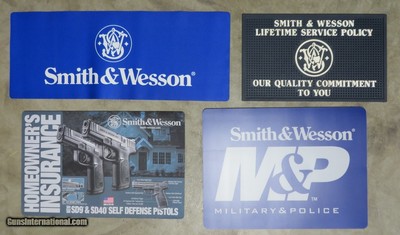 Smith & Wesson®
SMITH & WESSON
LIFETIME SERVICE POLICY
OUR QUALITY COMMITMENT
TO YOU
HOMEOWNER'S
INSURANCE
Smith & Wesson®
SD9 & SD40 SELF DEFENSE PISTOLS
Smith & Wesson®
M&P™
MILITARY & POLICE
GunsInternational.com